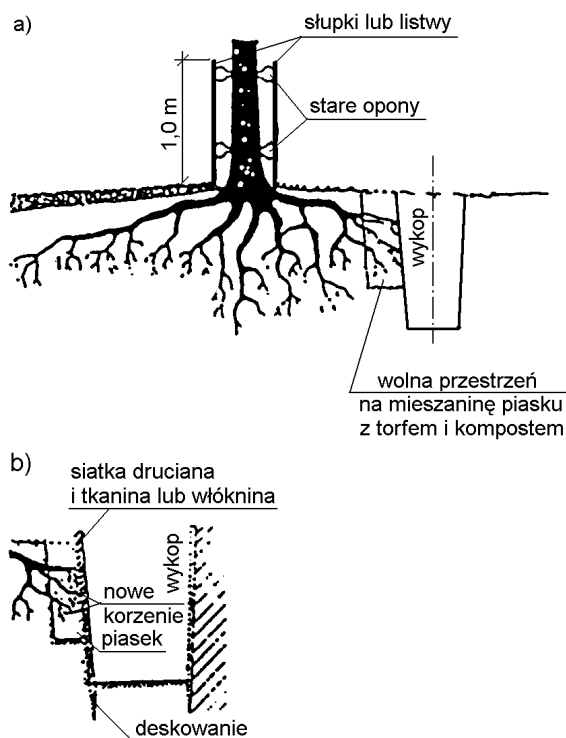 a)
słupki lub listwy
stare opony
1,0 m
wykop
wolna przestrzeń
na mieszaninę piasku
z torfem i kompostem
b)
siatka druciana
i tkanina lub włóknina
wykop
nowe
korzenie
piasek
deskowanie